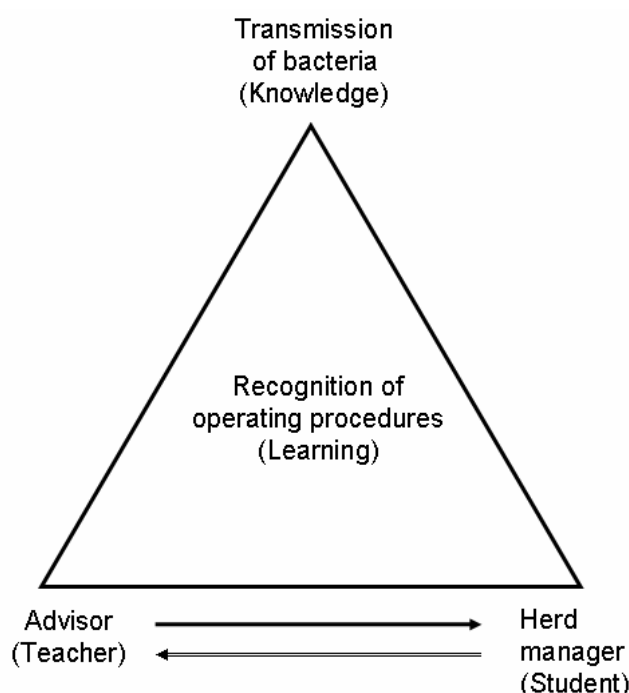 Transmission
of bacteria
(Knowledge)
Recognition of
operating procedures
(Learning)
Advisor
(Teacher)
Herd
manager
(Student)